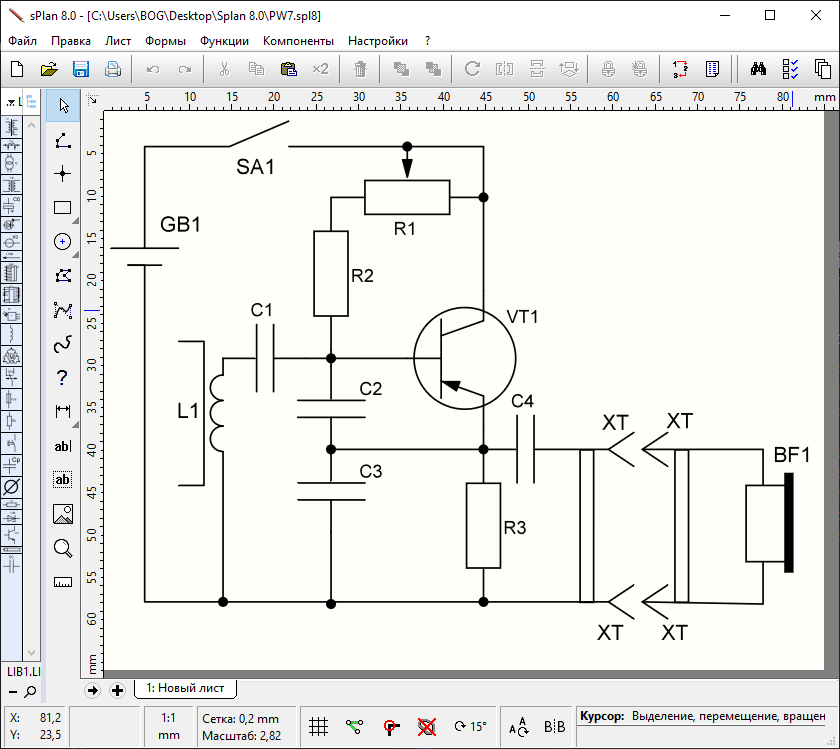 sPlan 8.0 - [C:\Users\BOG\Desktop\Splan 8.0\PW7.spl8]
Файл Правка Лист Формы Функции Компоненты Настройки ?
×2
L
5 10 15 20 25 30 35 40 45 50 55 60 65 70 75 80 mm
5
10
15
20
25
30
35
40
45
50
55
60
mm
?
ab|
ab
SA1
GB1
R1
R2
C1
VT1
L1
C2
C4
XT XT
C3
BF1
R3
XT XT
LIB1.LI
1: Новый лист
X: 81,2
Y: 23,5
1:1
mm
Сетка: 0,2 mm
Масштаб: 2,82
15°
Курсор: Выделение, перемещение, вращен